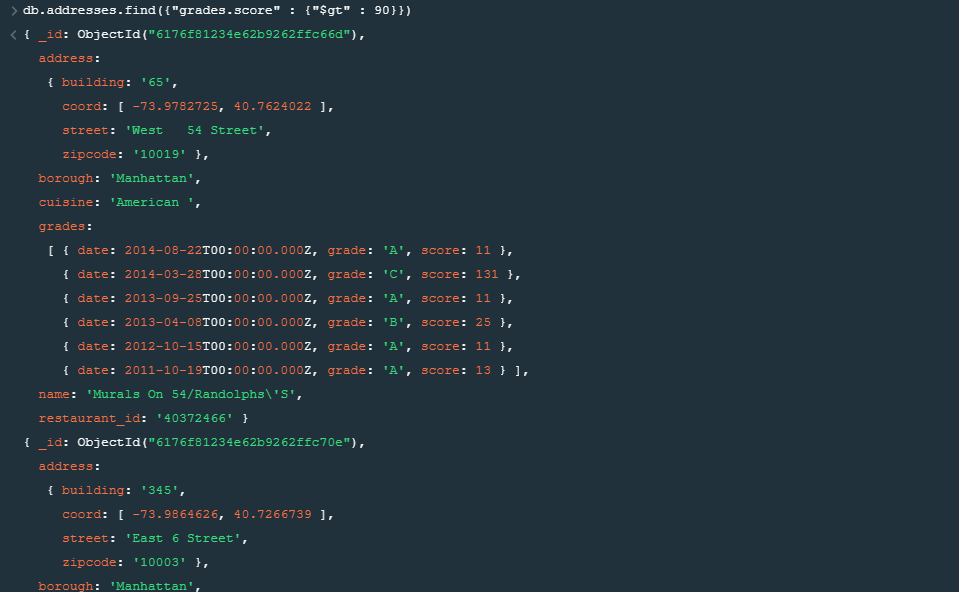 > db.addresses.find({"grades.score" : {"$gt" : 90}})
< { _id: ObjectId("6176f81234e62b9262ffc66d"),
address:
{ building: '65',
coord: [ -73.9782725, 40.7624022 ],
street: 'West   54 Street',
zipcode: '10019' },
borough: 'Manhattan',
cuisine: 'American ',
grades:
[ { date: 2014-08-22T00:00:00.000Z, grade: 'A', score: 11 },
{ date: 2014-03-28T00:00:00.000Z, grade: 'C', score: 131 },
{ date: 2013-09-25T00:00:00.000Z, grade: 'A', score: 11 },
{ date: 2013-04-08T00:00:00.000Z, grade: 'B', score: 25 },
{ date: 2012-10-15T00:00:00.000Z, grade: 'A', score: 11 },
{ date: 2011-10-19T00:00:00.000Z, grade: 'A', score: 13 } ],
name: 'Murals On 54/Randolphs\'S',
restaurant_id: '40372466' }
{ _id: ObjectId("6176f81234e62b9262ffc70e"),
address:
{ building: '345',
coord: [ -73.9864626, 40.7266739 ],
street: 'East 6 Street',
zipcode: '10003' },
borough: 'Manhattan',